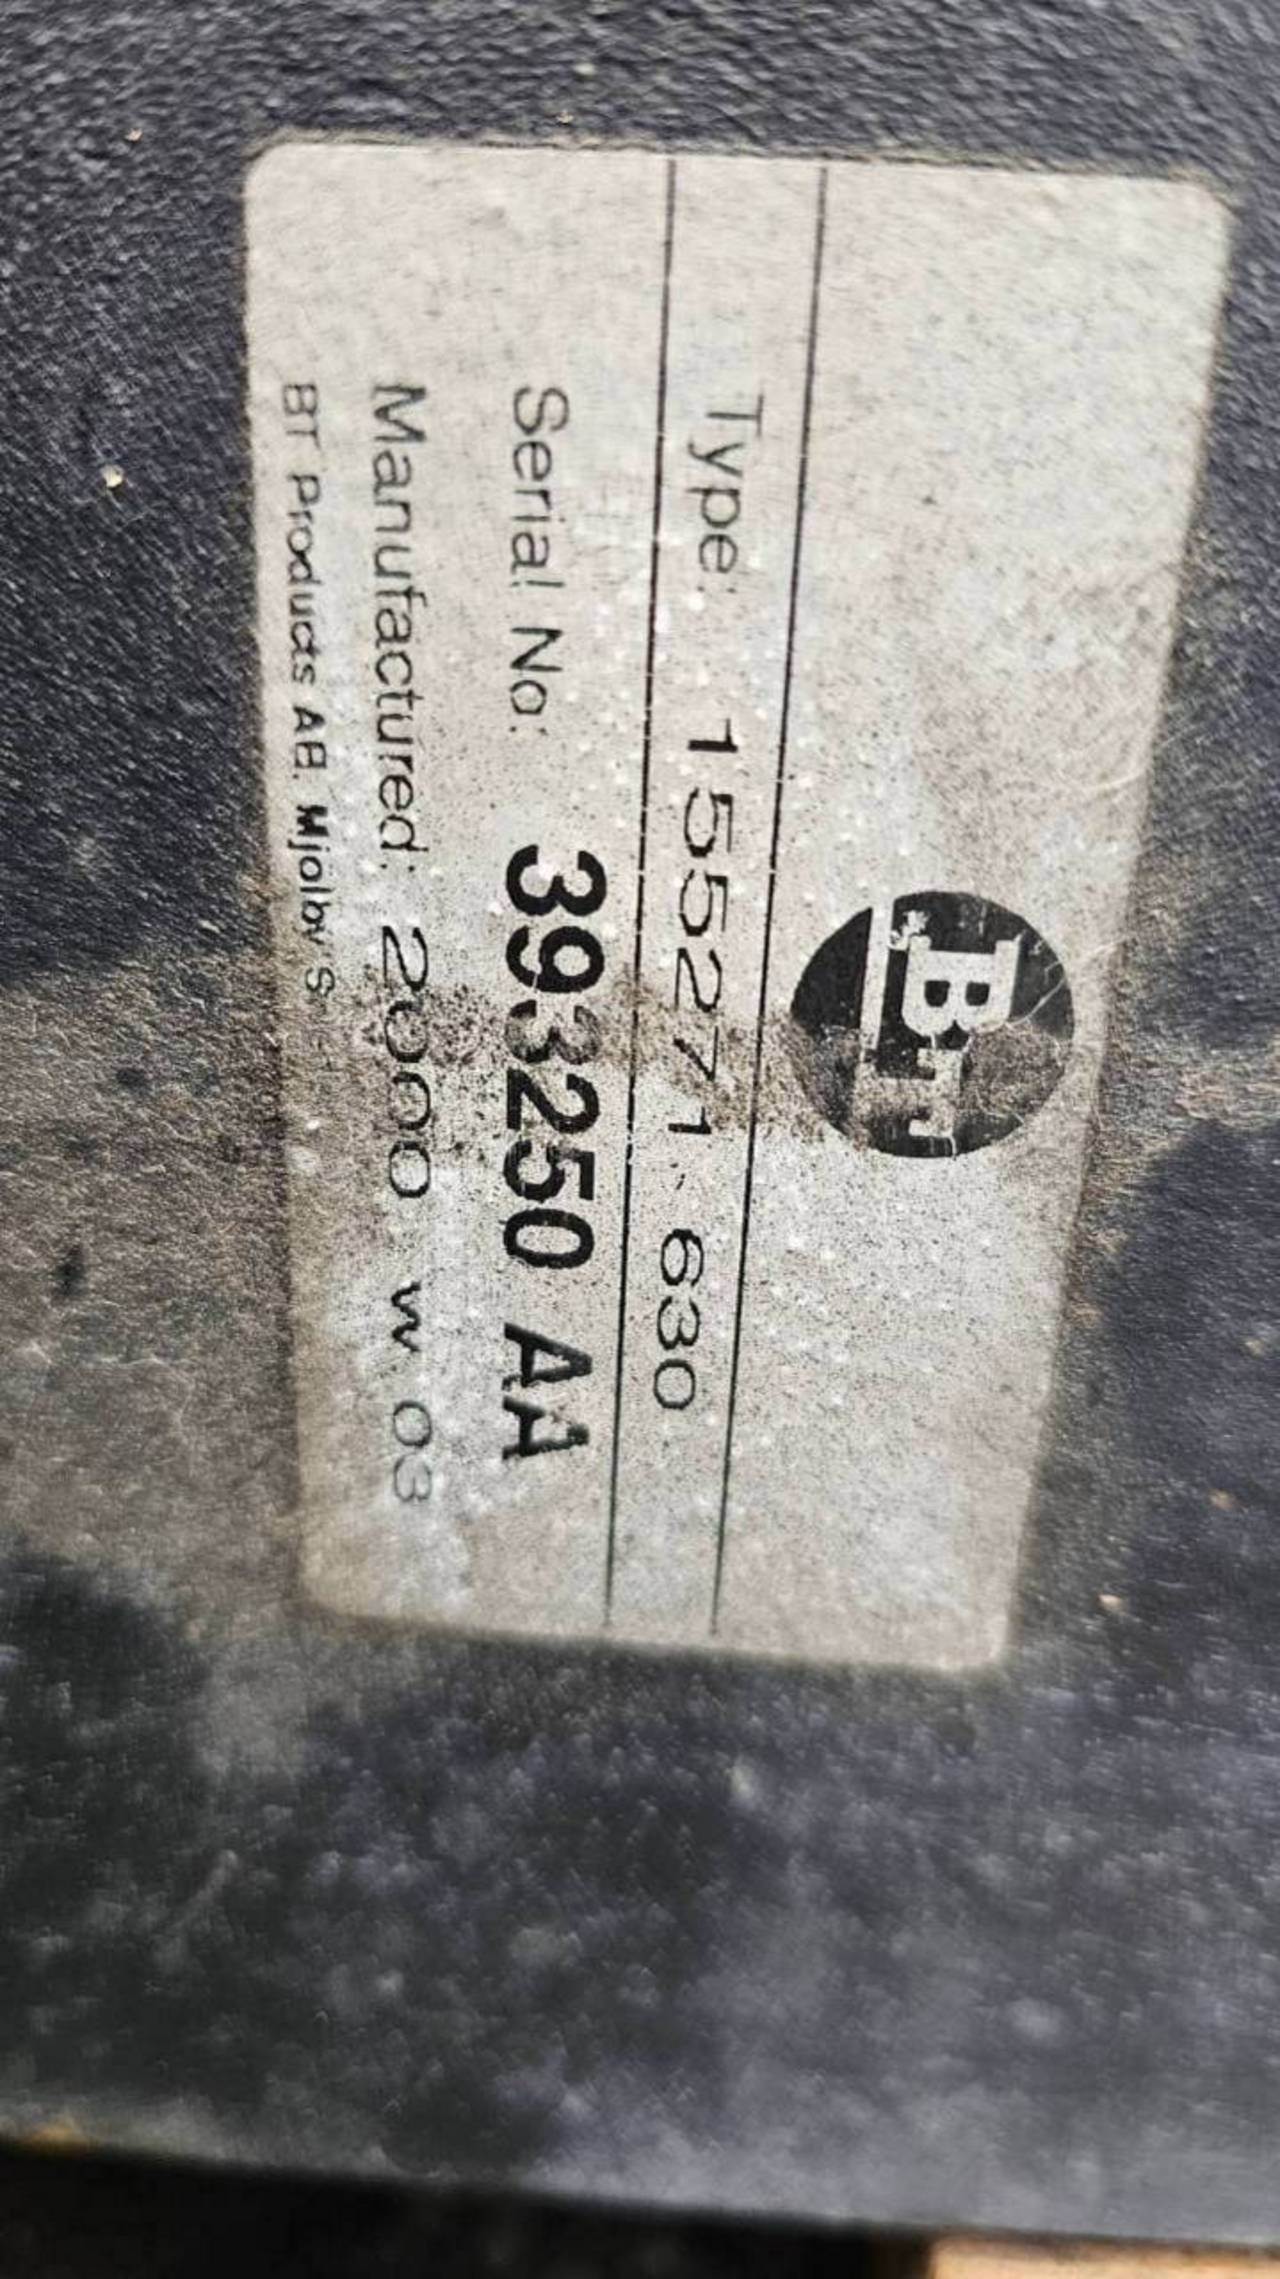 BT
Type: 155271. 630
Serial No: 393250 AA
Manufactured: 2000 w 03
BT Products AB. Mjolby S